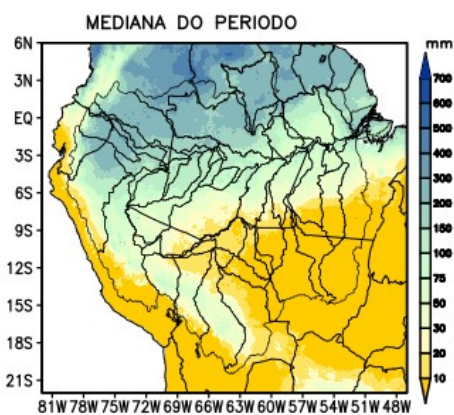 MEDIANA DO PERIODO
6N
3N
EQ
3S
6S
9S
12S
15S
18S
21S
81W 78W 75W 72W 69W 66W 63W 60W 57W 54W 51W 48W
mm
700
600
500
400
300
200
100
75
50
30
20
10